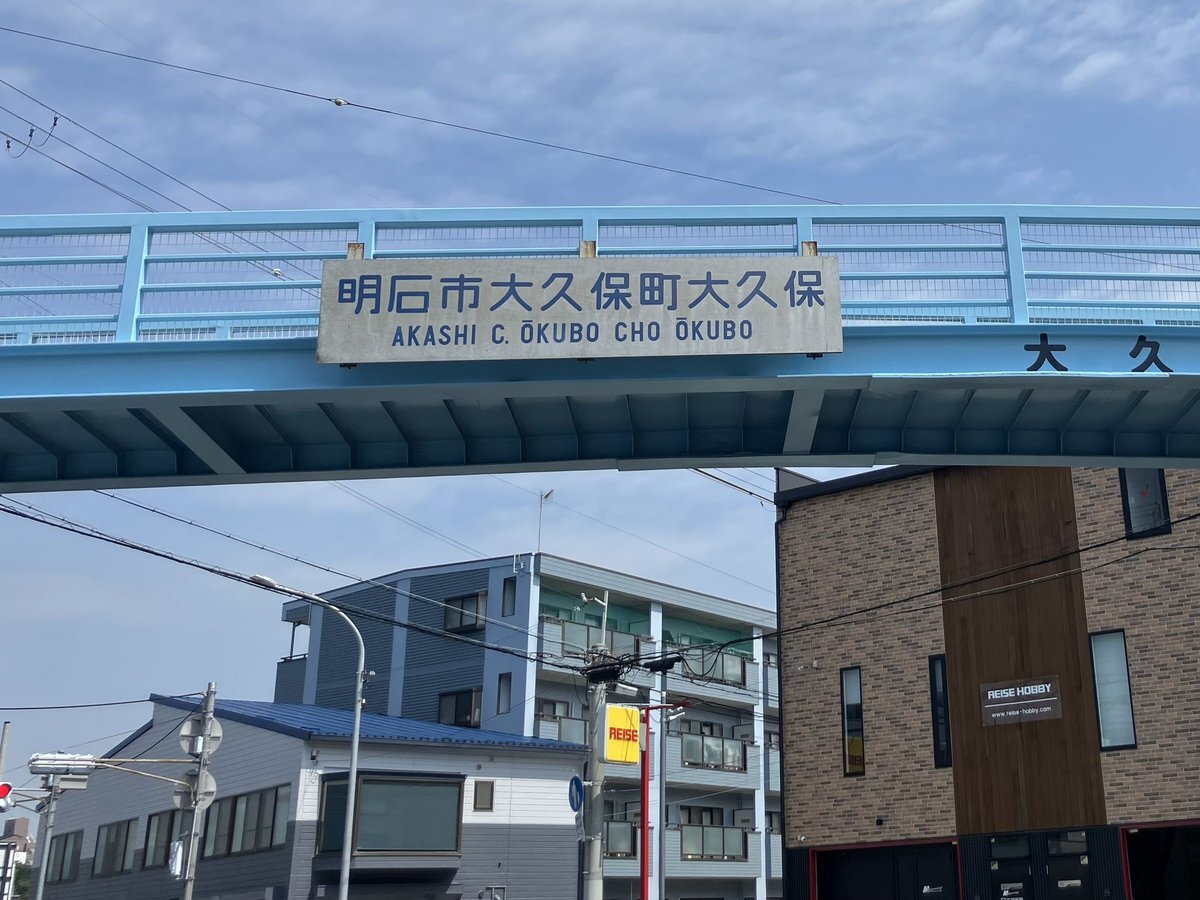 明石市大久保町大久保
AKASHI C. ŌKUBO CHO ŌKUBO
大久
REISE HOBBY
www.reise-hobby.com
REISE